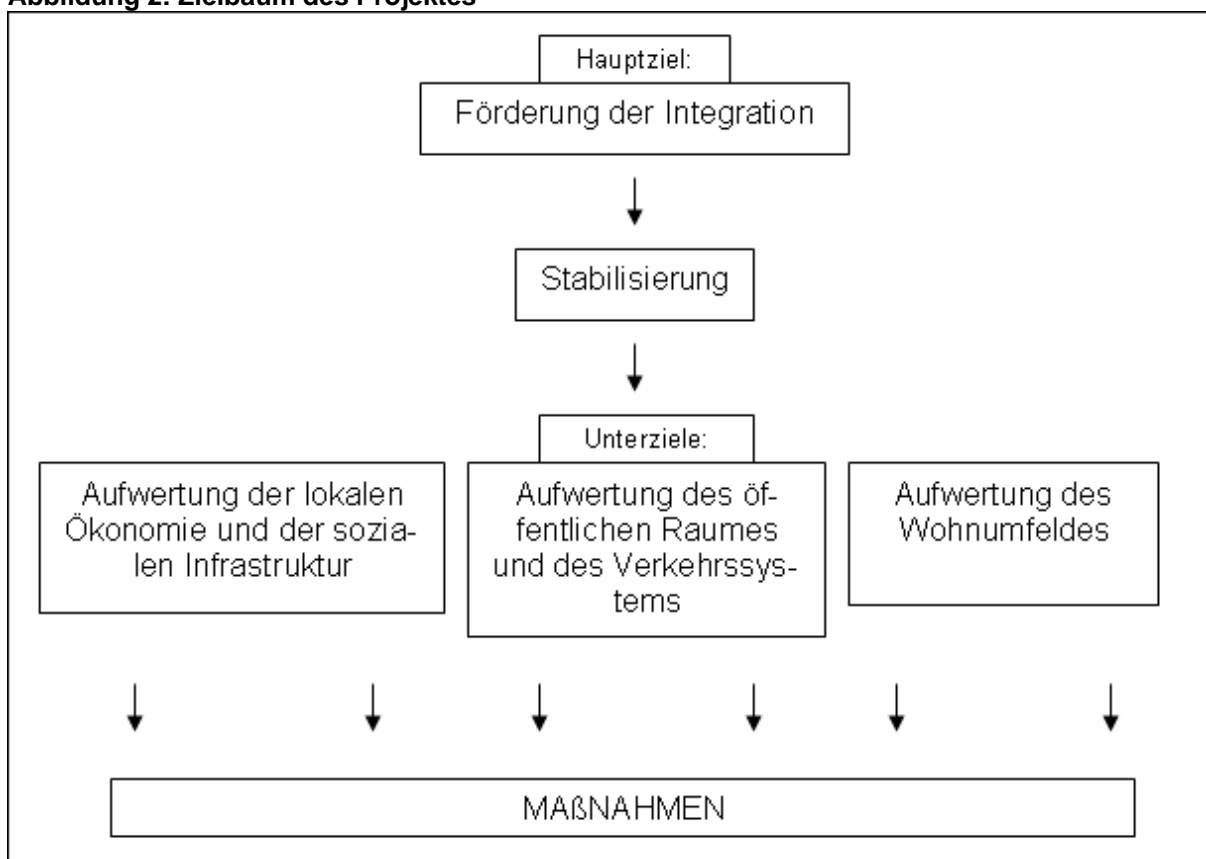 Abbildung 2: Zielbaum des Projektes
Hauptziel:
Förderung der Integration
Stabilisierung
Unterziele:
Aufwertung der lokalen
Ökonomie und der sozia-
len Infrastruktur
Aufwertung des öf-
fentlichen Raumes
und des Verkehrssys-
tems
Aufwertung des
Wohnumfeldes
MAßNAHMEN